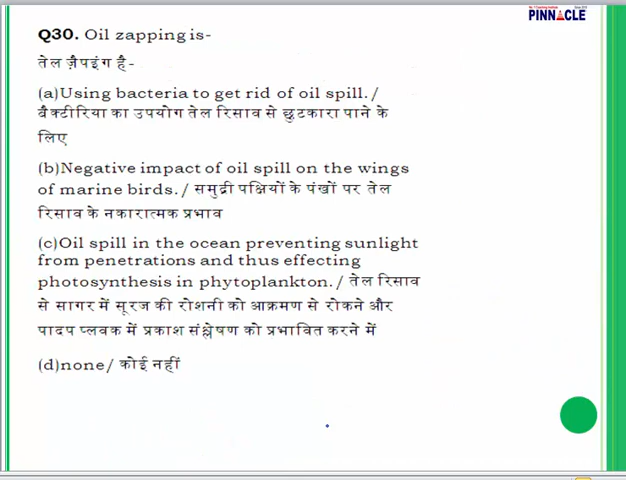 PINNACLE
Q30. Oil zapping is-
तेल ज़ैपइंग है-
(a)Using bacteria to get rid of oil spill./
बैक्टीरिया का उपयोग तेल रिसाव से छुटकारा पाने के
लिए
(b)Negative impact of oil spill on the wings
of marine birds./ समुद्री पक्षियों के पंखों पर तेल
रिसाव के नकारात्मक प्रभाव
(c)Oil spill in the ocean preventing sunlight
from penetrations and thus effecting
photosynthesis in phytoplankton./ तेल रिसाव
से सागर में सूरज की रोशनी को आक्रमण से रोकने और
पादप प्लवक में प्रकाश संश्लेषण को प्रभावित करने में
(d)none/ कोई नहीं